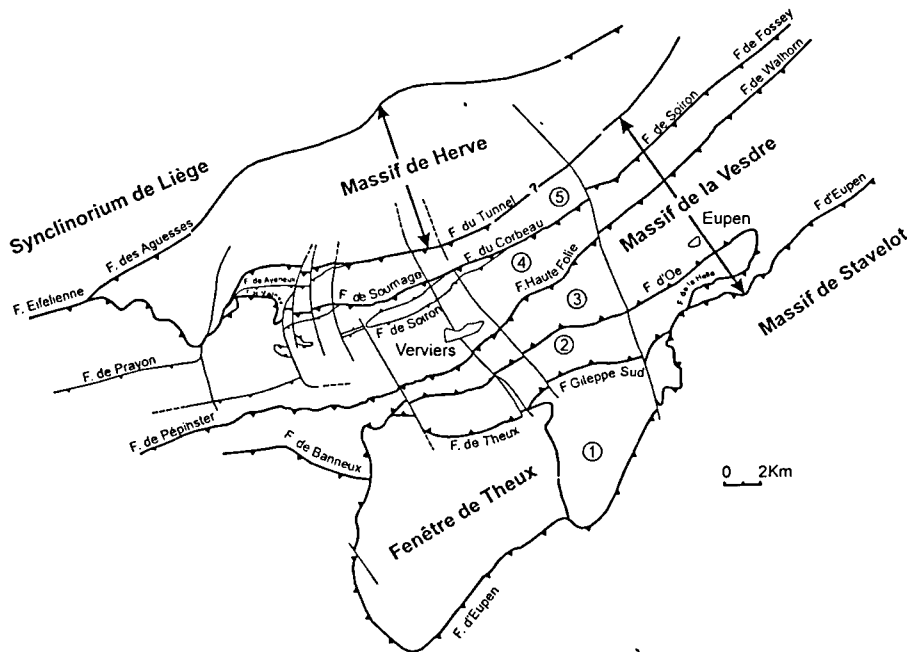 F de Fossey
F. de Walhorn
F. de Soiron
Massif de Herve
Synclinorium de Liège
5
Massif de la Vesdre
F. du Tunnel ?
Eupen
F d'Eupen
F. des Aguesses
F. du Corbeau
4
F. Haute Folie
F. d'Oe
Massif de Stavelot
F. Eifelienne
F. de Soumagne
3
F. de Soiron
Verviers
2
F. de Prayon
F Gileppe Sud
F. de Pépinster
F. de Theux
F. de Banneux
1
0 2Km
Fenêtre de Theux
F. d'Eupen